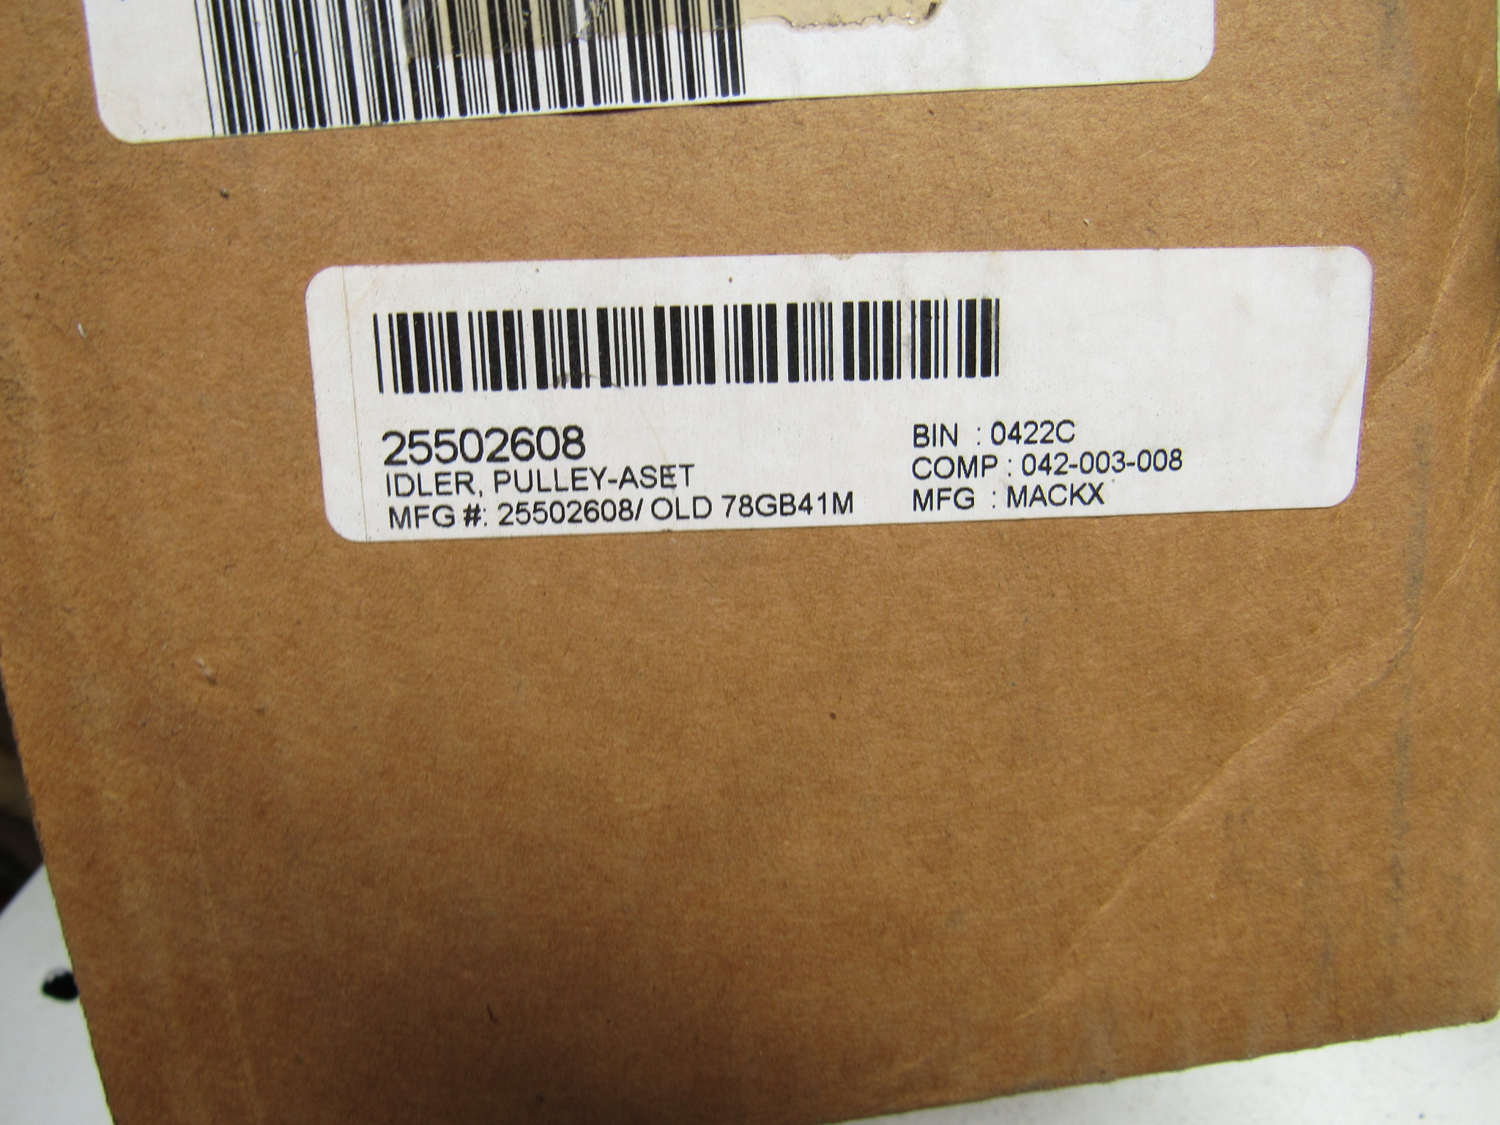 25502608
IDLER, PULLEY-ASET
MFG #: 25502608/ OLD 78GB41M
BIN : 0422C
COMP : 042-003-008
MFG : MACKX